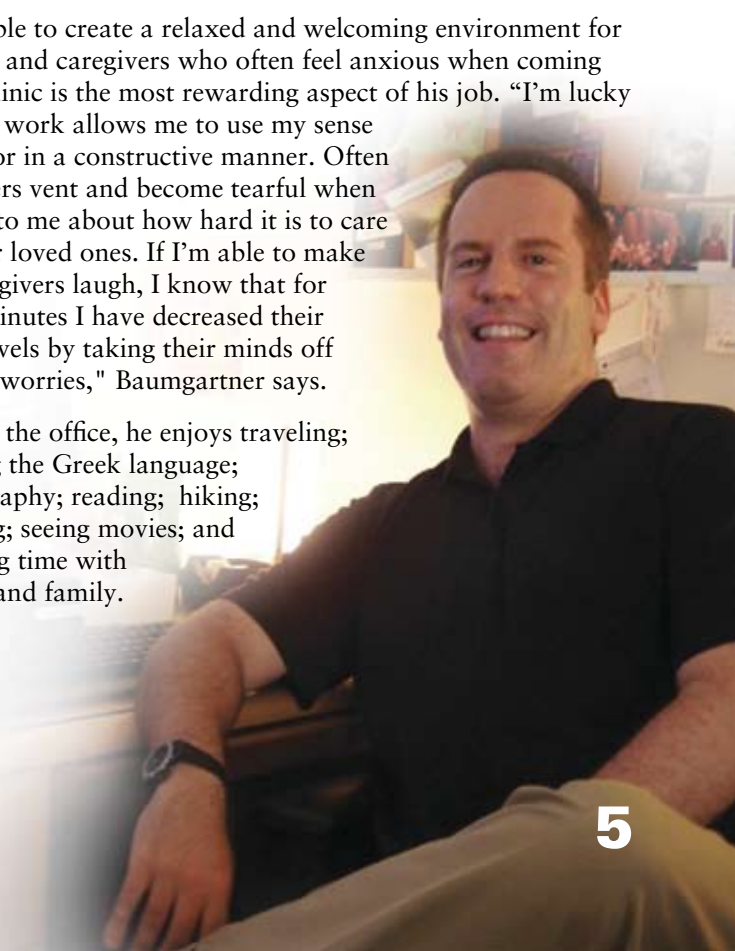 ble to create a relaxed and welcoming environment for
and caregivers who often feel anxious when coming
linic is the most rewarding aspect of his job. “I'm lucky
work allows me to use my sense
or in a constructive manner. Often
ers vent and become tearful when
to me about how hard it is to care
r loved ones. If I'm able to make
givers laugh, I know that for
inutes I have decreased their
vels by taking their minds off
worries," Baumgartner says.
the office, he enjoys traveling;
g the Greek language;
aphy; reading;  hiking;
g; seeing movies; and
g time with
and family.
5